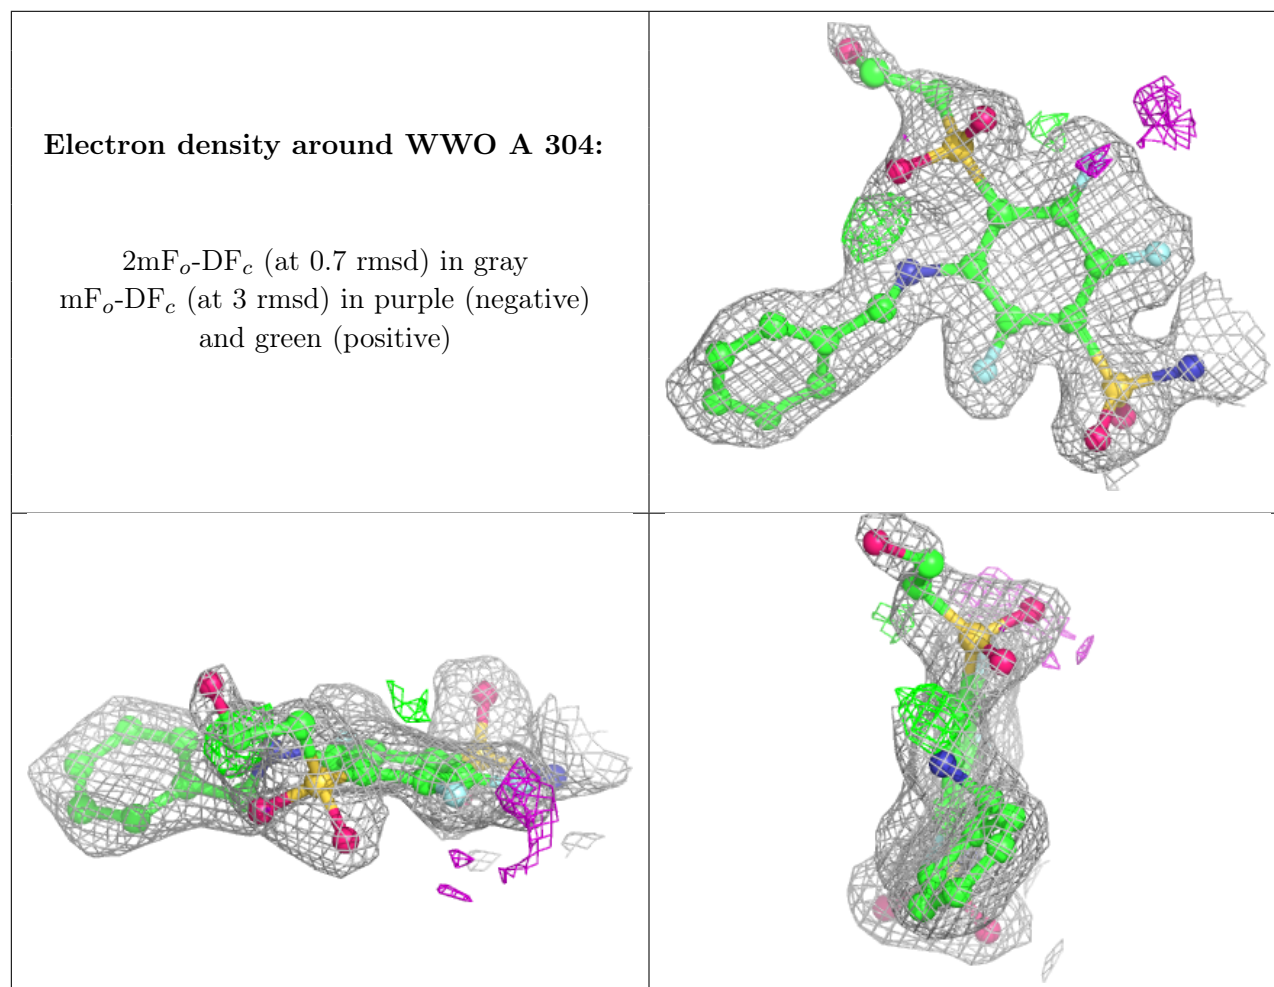 Electron density around WWO A 304:
2mFo-DFc (at 0.7 rmsd) in gray
mFo-DFc (at 3 rmsd) in purple (negative)
and green (positive)